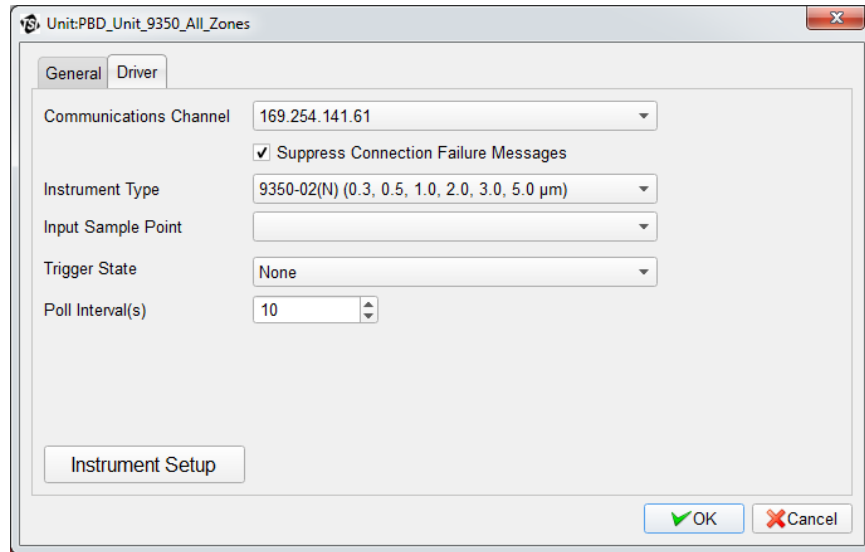 TSI Unit:PBD_Unit_9350_All_Zones
General Driver
Communications Channel 169.254.141.61
Suppress Connection Failure Messages
Instrument Type 9350-02(N) (0.3, 0.5, 1.0, 2.0, 3.0, 5.0 µm)
Input Sample Point
Trigger State None
Poll Interval(s) 10
Instrument Setup
OK Cancel